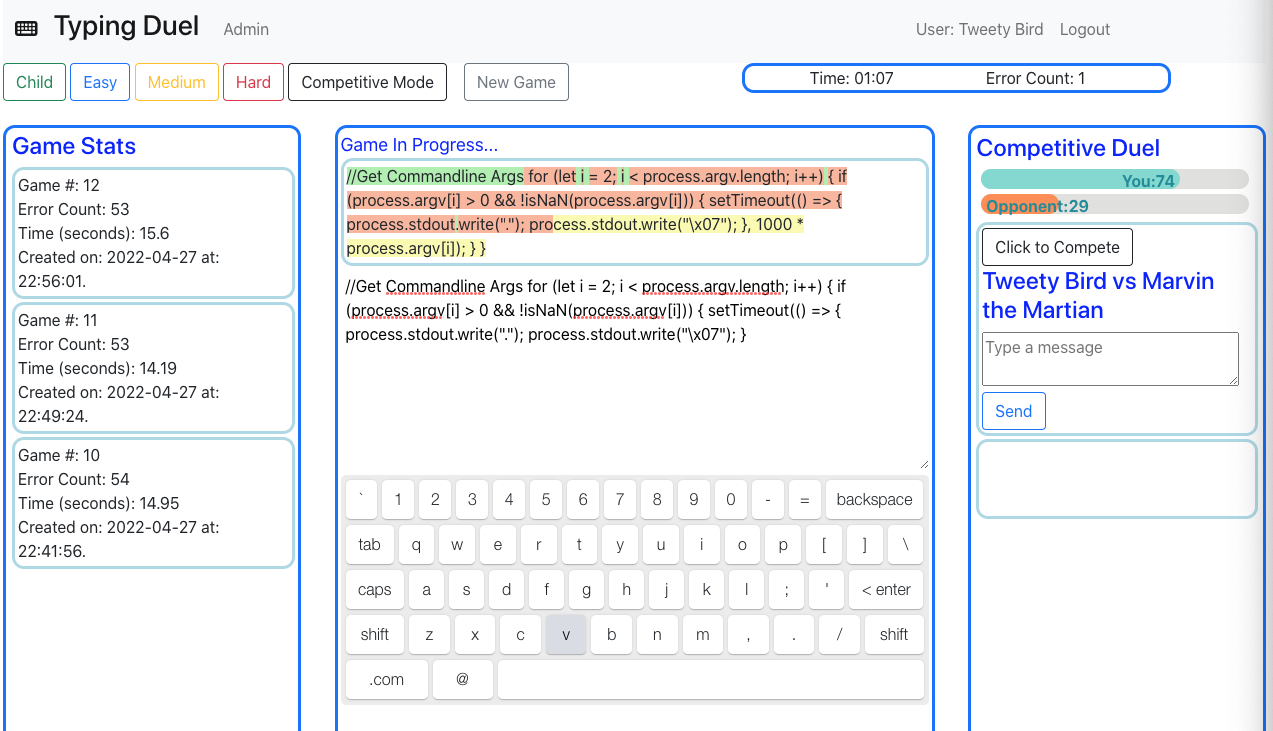 Typing Duel Admin User: Tweety Bird Logout
Child Easy Medium Hard Competitive Mode New Game Time: 01:07 Error Count: 1
Game Stats
Game #: 12
Error Count: 53
Time (seconds): 15.6
Created on: 2022-04-27 at:
22:56:01.
Game #: 11
Error Count: 53
Time (seconds): 14.19
Created on: 2022-04-27 at:
22:49:24.
Game #: 10
Error Count: 54
Time (seconds): 14.95
Created on: 2022-04-27 at:
22:41:56.
Game In Progress...
//Get Commandline Args for (let i = 2; i < process.argv.length; i++) { if
(process.argv[i] > 0 && !isNaN(process.argv[i])) { setTimeout(() => {
process.stdout.write("."); process.stdout.write("\x07"); }, 1000 *
process.argv[i]); } }
//Get Commandline Args for (let i = 2; i < process.argv.length; i++) { if
(process.argv[i] > 0 && !isNaN(process.argv[i])) { setTimeout(() => {
process.stdout.write("."); process.stdout.write("\x07"); }
` 1 2 3 4 5 6 7 8 9 0 - = backspace
tab q w e r t y u i o p [ ] \
caps a s d f g h j k l ; ' < enter
shift z x c v b n m , . / shift
.com @
Competitive Duel
You:74
Opponent:29
Click to Compete
Tweety Bird vs Marvin
the Martian
Type a message
Send